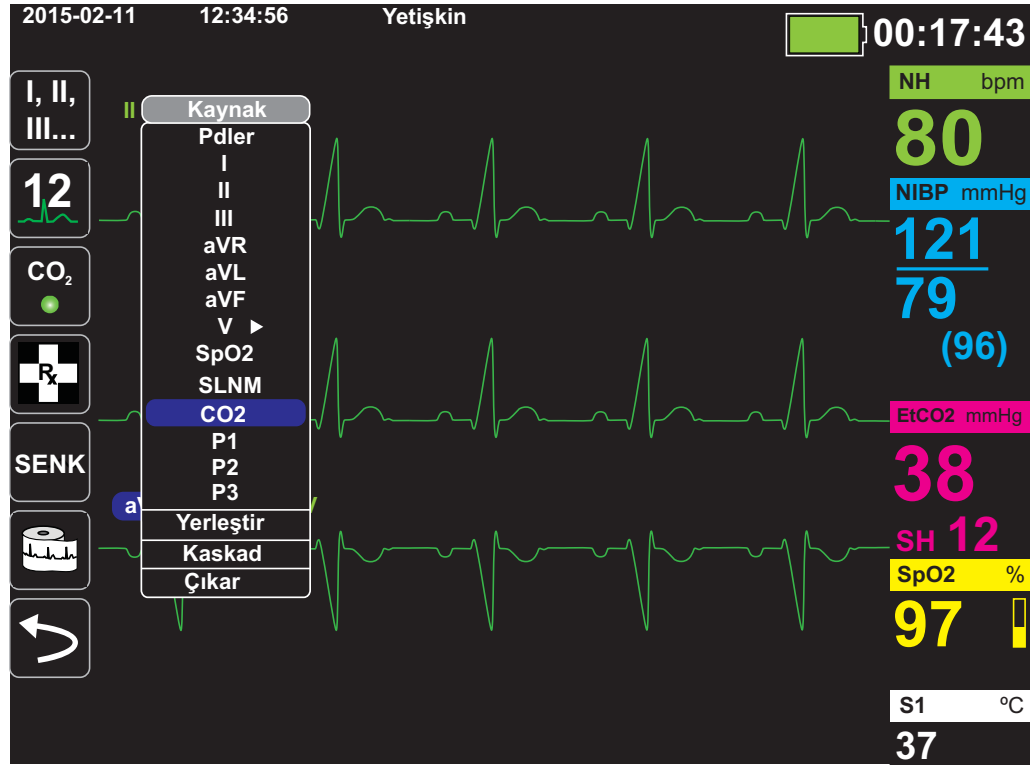 2015-02-11 12:34:56 Yetişkin 00:17:43
I, II,
III...
12
CO₂
Rx
SENK
II
Kaynak
Pdler
I
II
III
aVR
aVL
aVF
V
SpO2
SLNM
CO2
P1
P2
P3
Yerleştir
Kaskad
Çıkar
NH bpm
80
NIBP mmHg
121
79
(96)
EtCO2 mmHg
38
SH 12
SpO2 %
97
S1 ºC
37